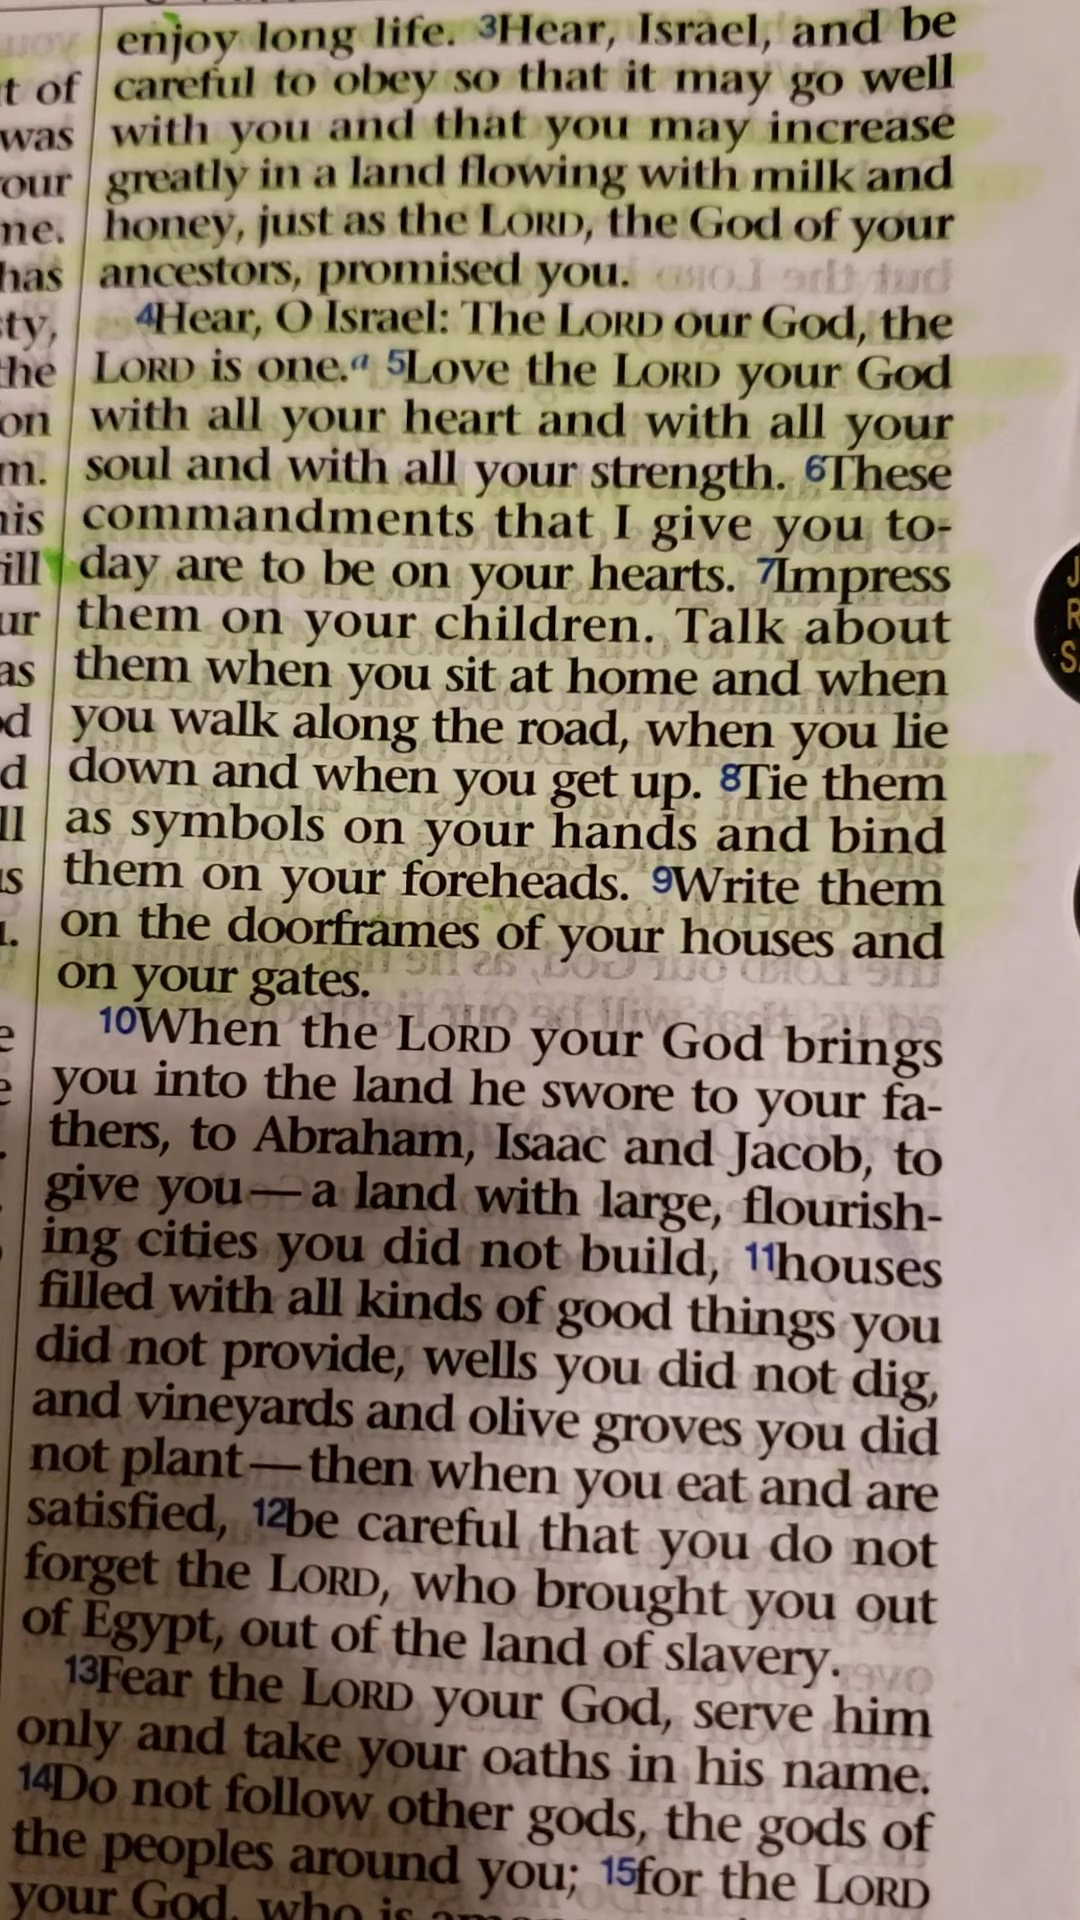 enjoy long life. 3Hear, Israel, and be
careful to obey so that it may go well
with you and that you may increase
greatly in a land flowing with milk and
honey, just as the LORD, the God of your
ancestors, promised you.
4Hear, O Israel: The LORD our God, the
LORD is one.a 5Love the LORD your God
with all your heart and with all your
soul and with all your strength. 6These
commandments that I give you to-
day are to be on your hearts. 7Impress
them on your children. Talk about
them when you sit at home and when
you walk along the road, when you lie
down and when you get up. 8Tie them
as symbols on your hands and bind
them on your foreheads. 9Write them
on the doorframes of your houses and
on your gates.
10When the LORD your God brings
you into the land he swore to your fa-
thers, to Abraham, Isaac and Jacob, to
give you—a land with large, flourish-
ing cities you did not build, 11houses
filled with all kinds of good things you
did not provide, wells you did not dig,
and vineyards and olive groves you did
not plant—then when you eat and are
satisfied, 12be careful that you do not
forget the LORD, who brought you out
of Egypt, out of the land of slavery.
13Fear the LORD your God, serve him
only and take your oaths in his name.
14Do not follow other gods, the gods of
the peoples around you; 15for the LORD
your God, who is